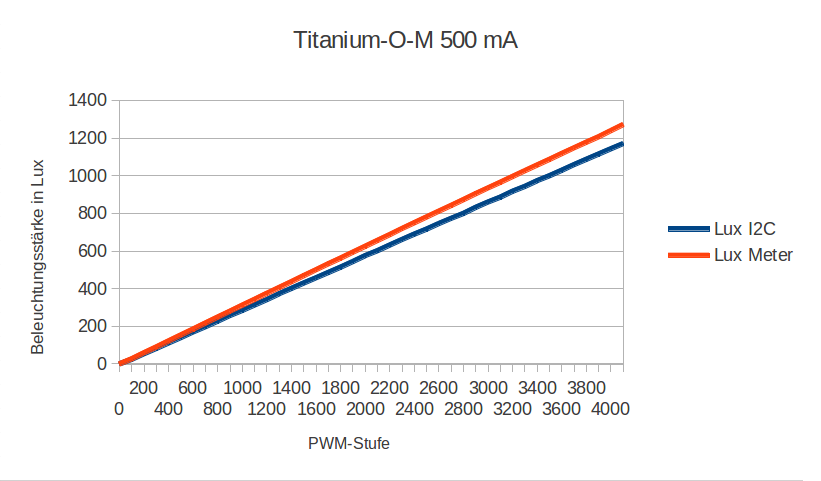 Titanium-O-M 500 mA
Beleuchtungsstärke in Lux
1400
1200
1000
800
600
400
200
0
Lux I2C
Lux Meter
200 600 1000 1400 1800 2200 2600 3000 3400 3800
0 400 800 1200 1600 2000 2400 2800 3200 3600 4000
PWM-Stufe